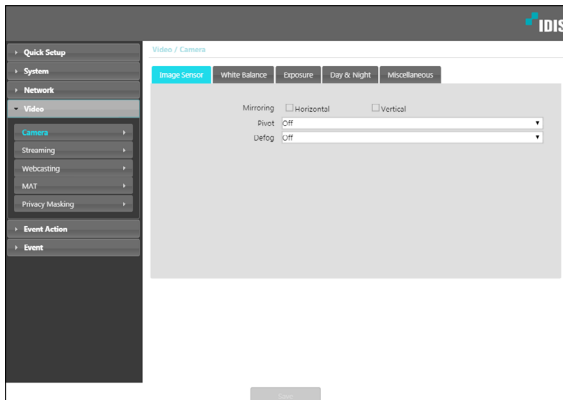 IDIS
Quick Setup
System
Network
Video
Camera
Streaming
Webcasting
MAT
Privacy Masking
Event Action
Event
Video / Camera
Image Sensor White Balance Exposure Day & Night Miscellaneous
Mirroring Horizontal Vertical
Pivot Off
Defog Off
Save